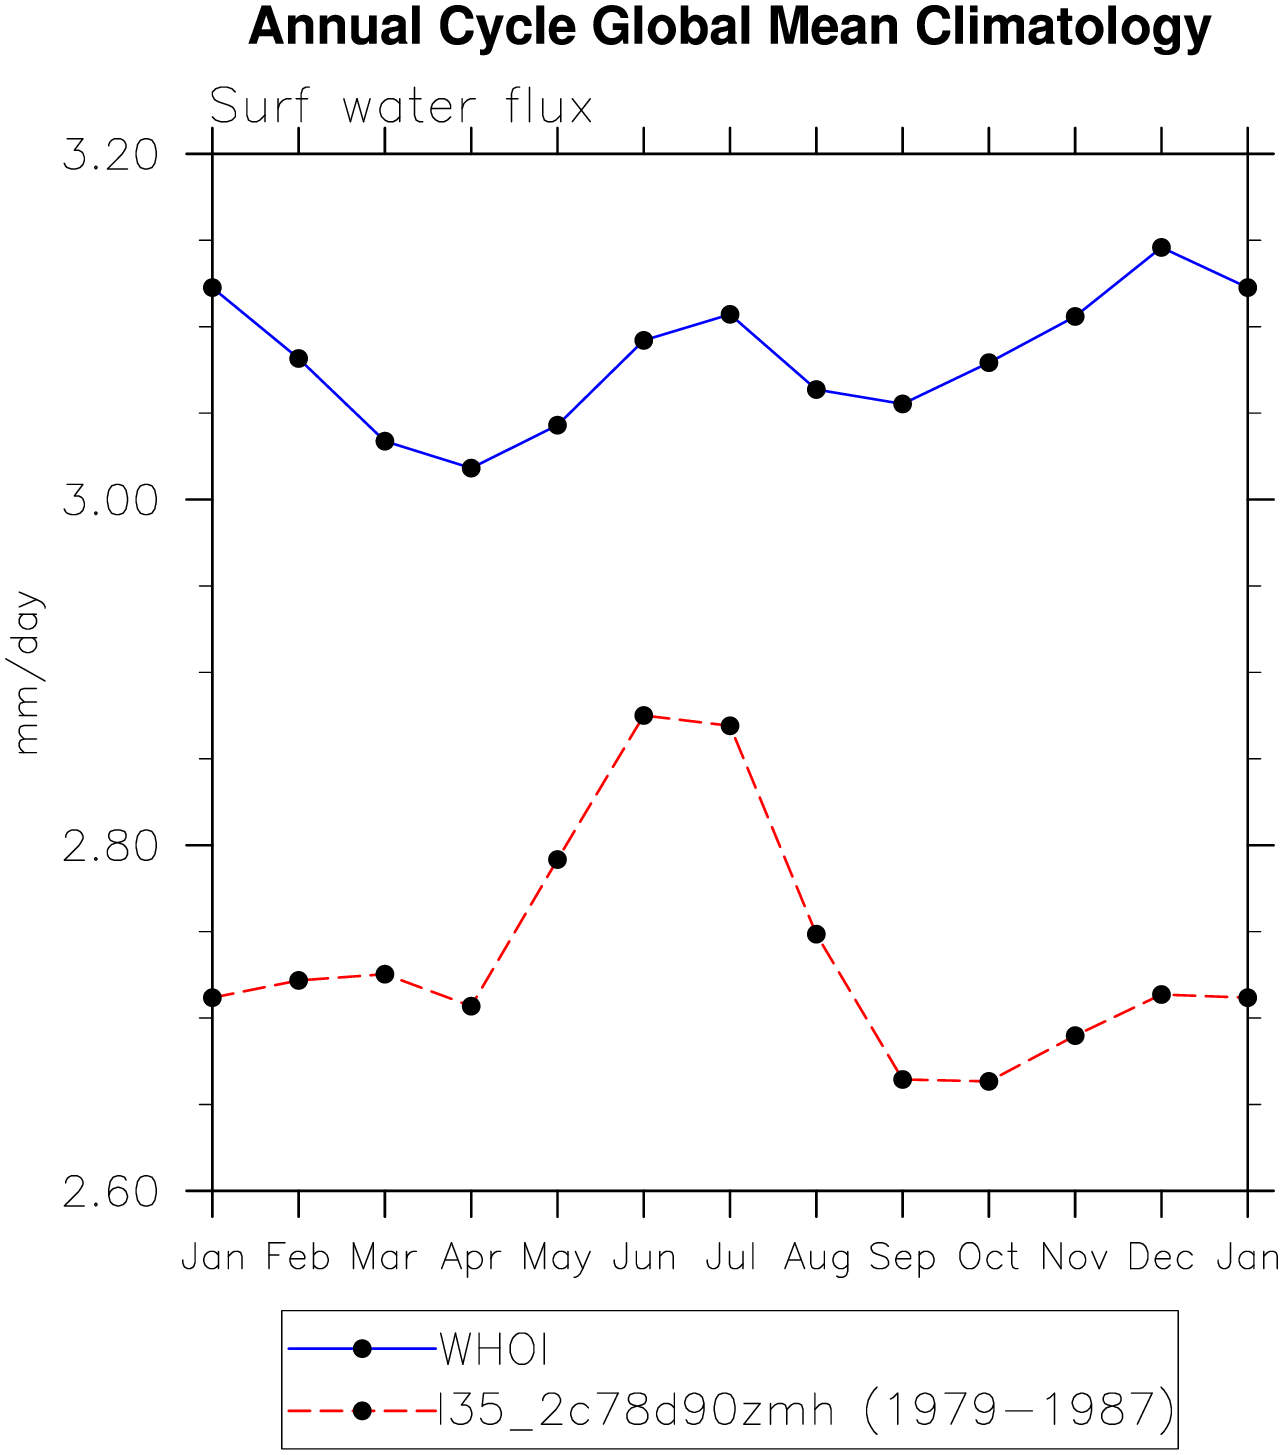 Annual Cycle Global Mean Climatology
Surf water flux
3.20
3.00
2.80
2.60
mm/day
Jan Feb Mar Apr May Jun Jul Aug Sep Oct Nov Dec Jan
WHOI
I35_2c78d90zmh (1979-1987)